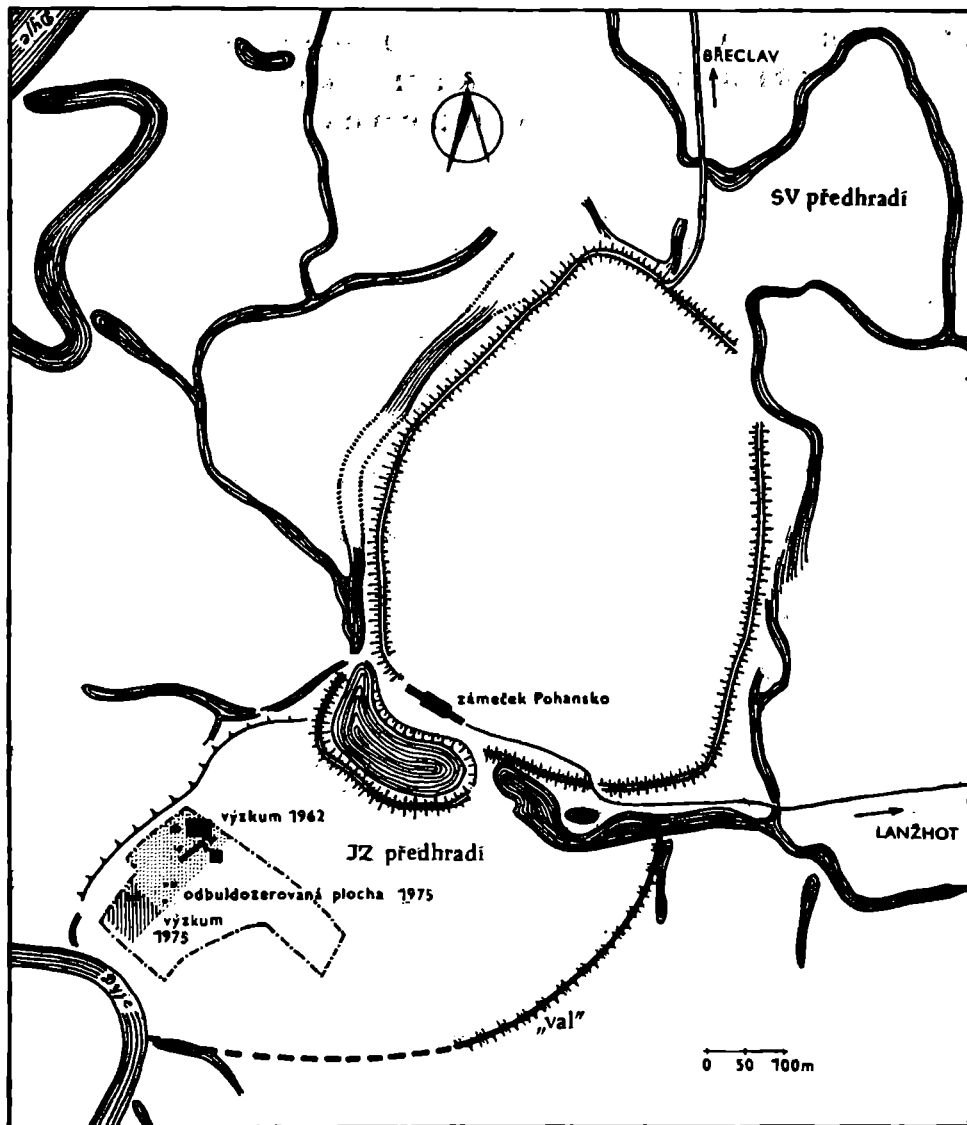 Dyje
BŘECLAV
S
SV předhradí
zámeček Pohansko
výzkum 1962
LANŽHOT
JZ předhradí
odbuldozerovaná plocha 1975
výzkum
1975
Dyje
„val"
0 50 100m